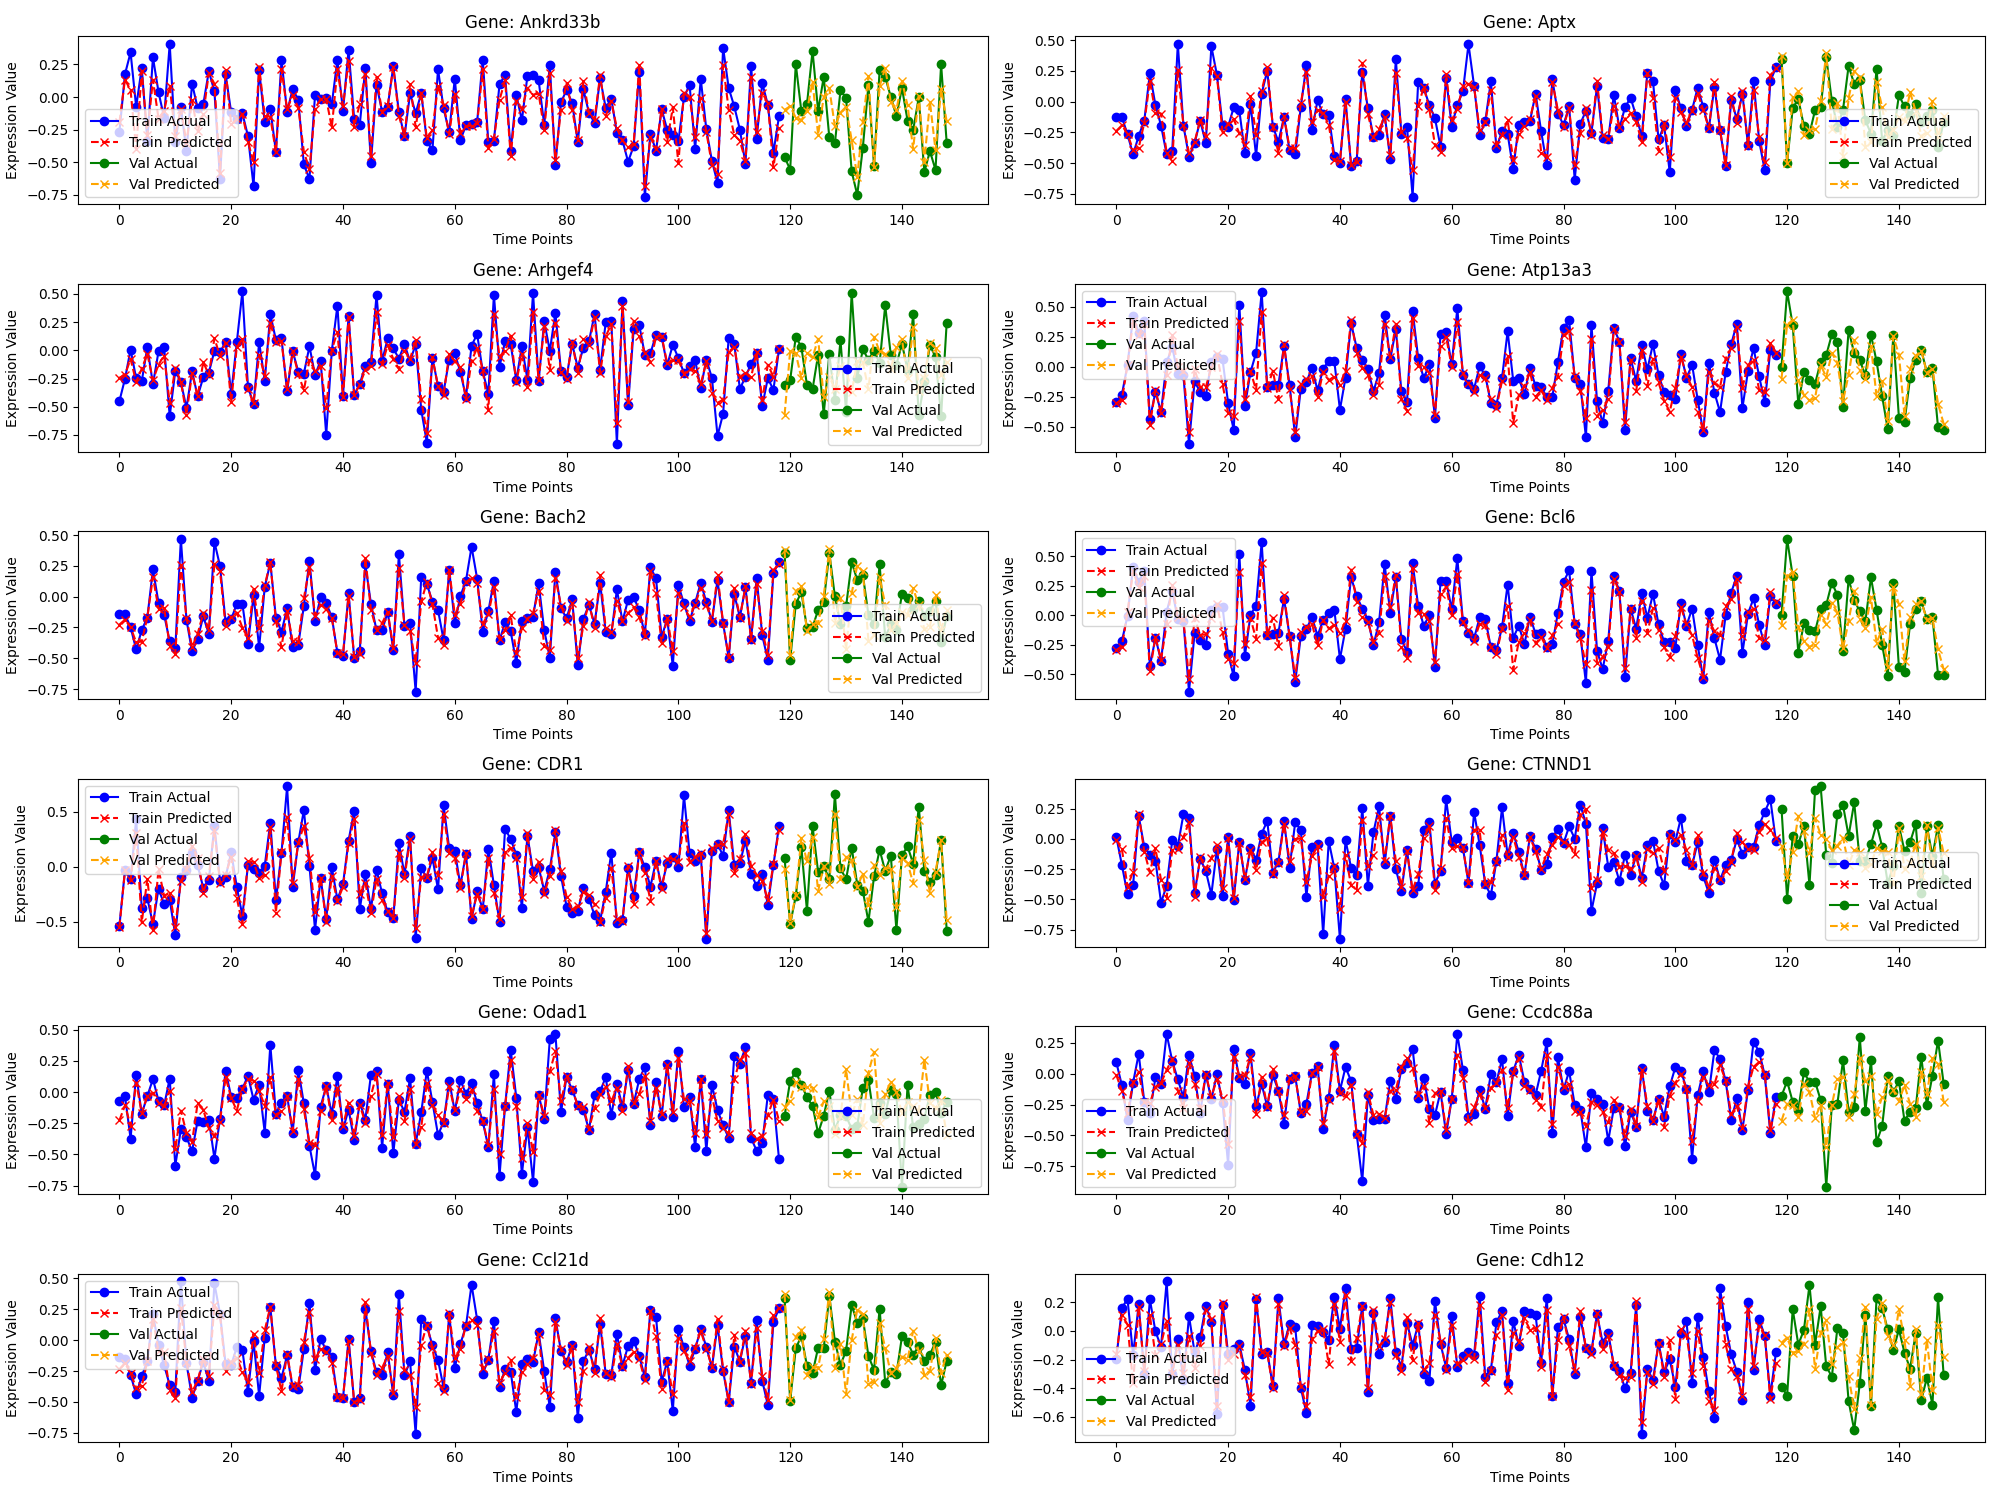 Gene: Ankrd33b
Expression Value
0.25
0.00
−0.25
−0.50
−0.75
Train Actual
Train Predicted
Val Actual
Val Predicted
0 20 40 60 80 100 120 140
Time Points
Gene: Aptx
Expression Value
0.50
0.25
0.00
−0.25
−0.50
−0.75
Train Actual
Train Predicted
Val Actual
Val Predicted
0 20 40 60 80 100 120 140
Time Points
Gene: Arhgef4
Expression Value
0.50
0.25
0.00
−0.25
−0.50
−0.75
Train Actual
Train Predicted
Val Actual
Val Predicted
0 20 40 60 80 100 120 140
Time Points
Gene: Atp13a3
Expression Value
0.50
0.25
0.00
−0.25
−0.50
Train Actual
Train Predicted
Val Actual
Val Predicted
0 20 40 60 80 100 120 140
Time Points
Gene: Bach2
Expression Value
0.50
0.25
0.00
−0.25
−0.50
−0.75
Train Actual
Train Predicted
Val Actual
Val Predicted
0 20 40 60 80 100 120 140
Time Points
Gene: Bcl6
Expression Value
0.50
0.25
0.00
−0.25
−0.50
Train Actual
Train Predicted
Val Actual
Val Predicted
0 20 40 60 80 100 120 140
Time Points
Gene: CDR1
Expression Value
0.5
0.0
−0.5
Train Actual
Train Predicted
Val Actual
Val Predicted
0 20 40 60 80 100 120 140
Time Points
Gene: CTNND1
Expression Value
0.25
0.00
−0.25
−0.50
−0.75
Train Actual
Train Predicted
Val Actual
Val Predicted
0 20 40 60 80 100 120 140
Time Points
Gene: Odad1
Expression Value
0.50
0.25
0.00
−0.25
−0.50
−0.75
Train Actual
Train Predicted
Val Actual
Val Predicted
0 20 40 60 80 100 120 140
Time Points
Gene: Ccdc88a
Expression Value
0.25
0.00
−0.25
−0.50
−0.75
Train Actual
Train Predicted
Val Actual
Val Predicted
0 20 40 60 80 100 120 140
Time Points
Gene: Ccl21d
Expression Value
0.50
0.25
0.00
−0.25
−0.50
−0.75
Train Actual
Train Predicted
Val Actual
Val Predicted
0 20 40 60 80 100 120 140
Time Points
Gene: Cdh12
Expression Value
0.2
0.0
−0.2
−0.4
−0.6
Train Actual
Train Predicted
Val Actual
Val Predicted
0 20 40 60 80 100 120 140
Time Points